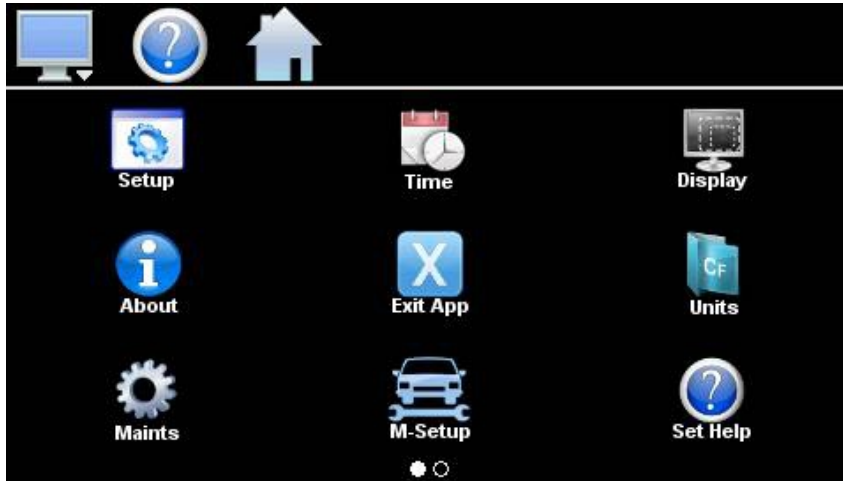 ?
Setup
Time
Display
i
About
X
Exit App
CF
Units
Maints
M-Setup
?
Set Help